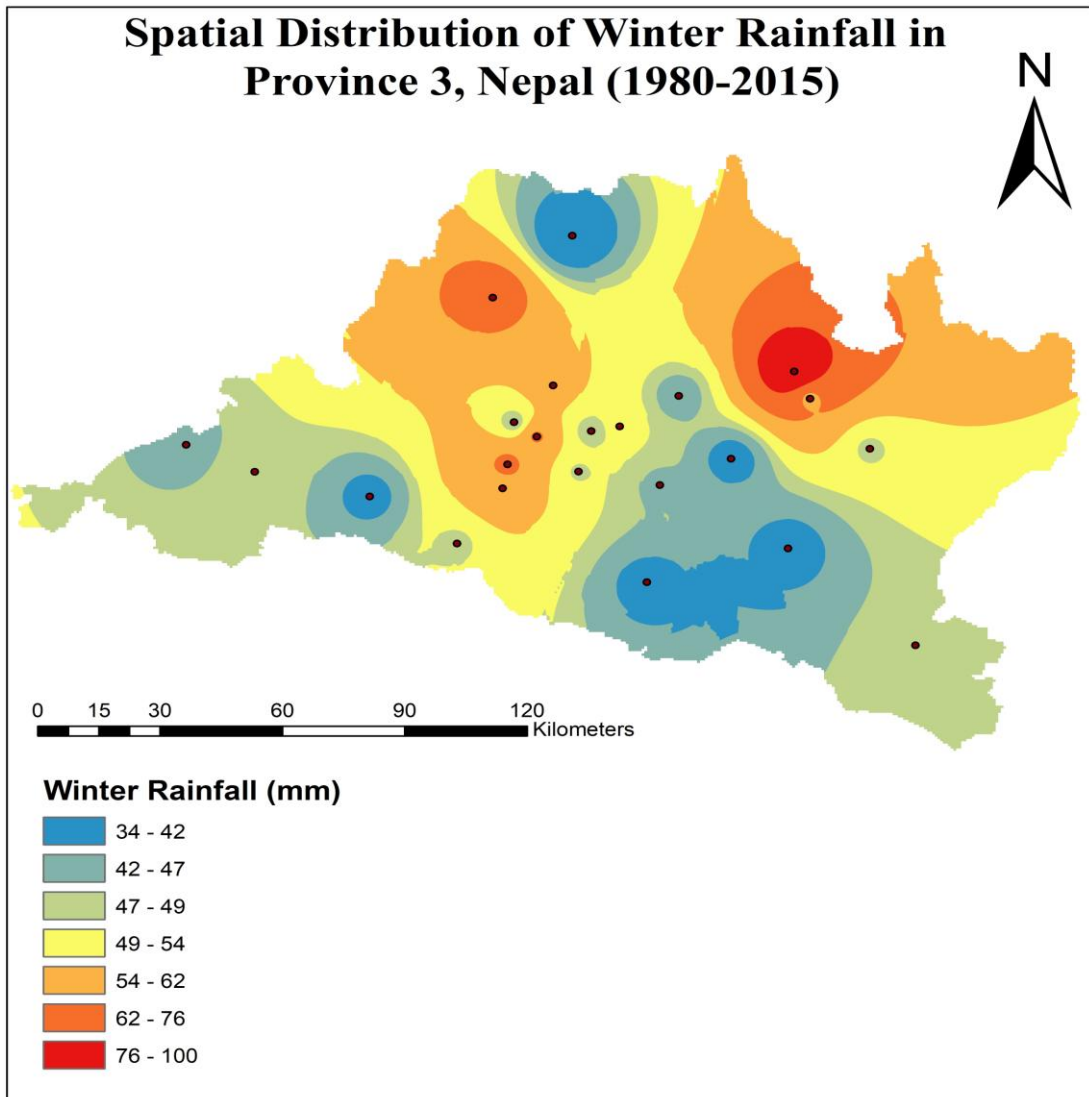 Spatial Distribution of Winter Rainfall in
Province 3, Nepal (1980-2015)
N
0 15 30 60 90 120
Kilometers
Winter Rainfall (mm)
34 - 42
42 - 47
47 - 49
49 - 54
54 - 62
62 - 76
76 - 100